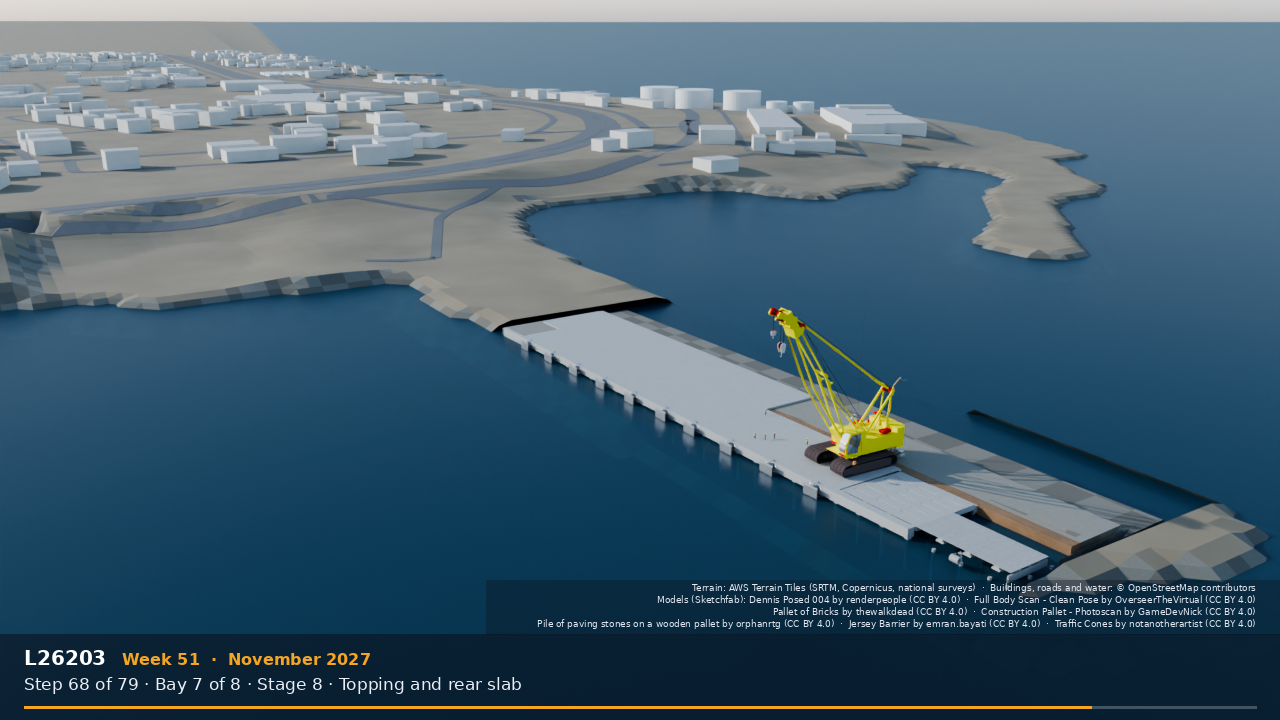 Terrain: AWS Terrain Tiles (SRTM, Copernicus, national surveys)  ·  Buildings, roads and water: © OpenStreetMap contributors
Models (Sketchfab): Dennis Posed 004 by renderpeople (CC BY 4.0)  ·  Full Body Scan - Clean Pose by OverseerTheVirtual (CC BY 4.0)
Pallet of Bricks by thewalkdead (CC BY 4.0)  ·  Construction Pallet - Photoscan by GameDevNick (CC BY 4.0)
Pile of paving stones on a wooden pallet by orphanrtg (CC BY 4.0)  ·  Jersey Barrier by emran.bayati (CC BY 4.0)  ·  Traffic Cones by notanotherartist (CC BY 4.0)
L26203 Week 51 · November 2027
Step 68 of 79 · Bay 7 of 8 · Stage 8 · Topping and rear slab